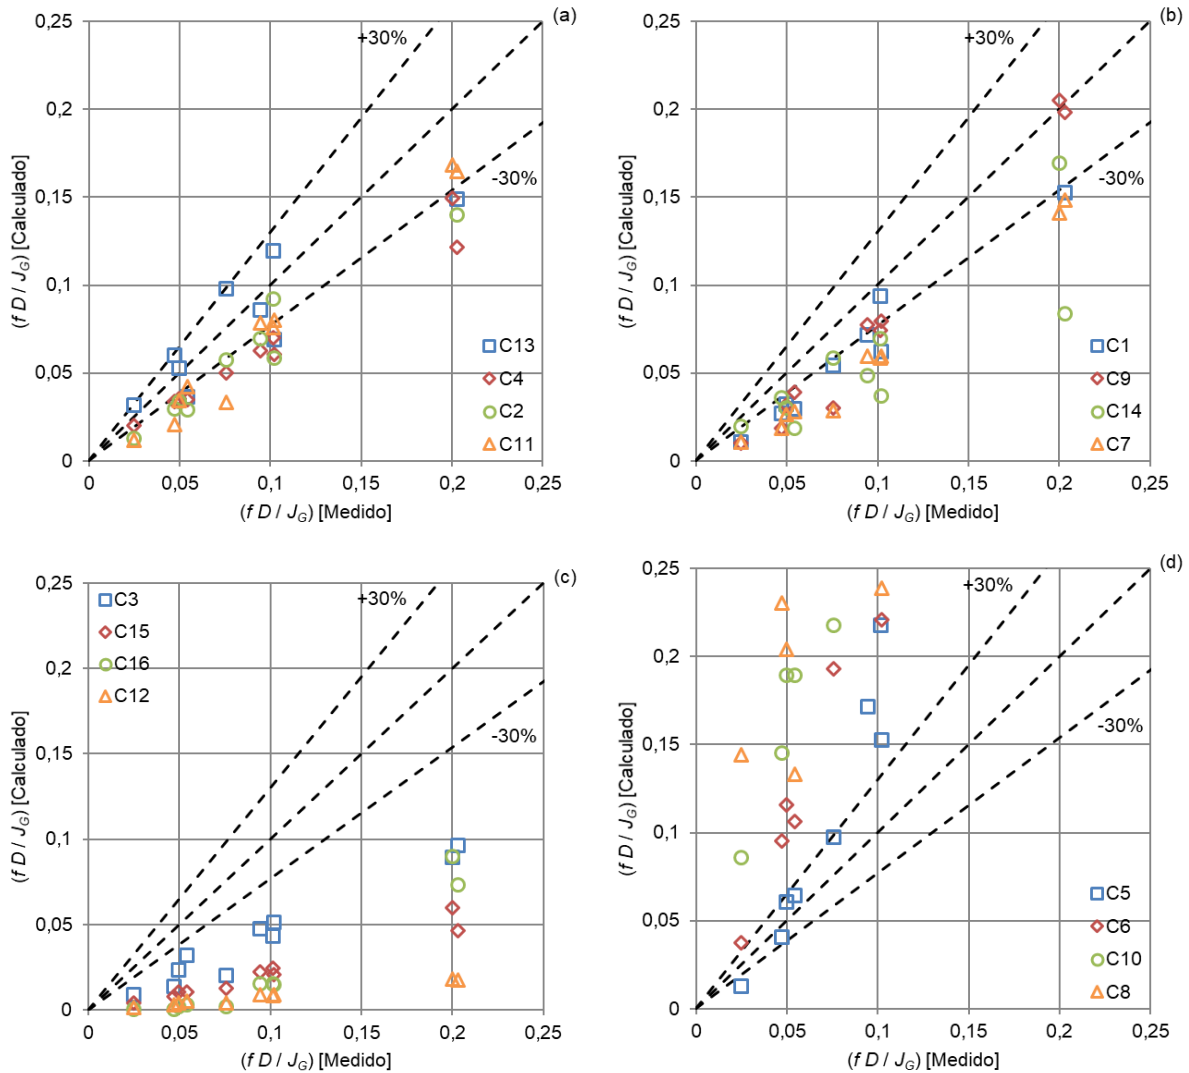 (a)
0,25
0,2
0,15
0,1
0,05
0
(f D / J_G) [Calculado]
+30%
-30%
C13
C4
C2
C11
0 0,05 0,1 0,15 0,2 0,25
(f D / J_G) [Medido]
(b)
0,25
0,2
0,15
0,1
0,05
0
(f D / J_G) [Calculado]
+30%
-30%
C1
C9
C14
C7
0 0,05 0,1 0,15 0,2 0,25
(f D / J_G) [Medido]
(c)
0,25
0,2
0,15
0,1
0,05
0
(f D / J_G) [Calculado]
C3
C15
C16
C12
+30%
-30%
0 0,05 0,1 0,15 0,2 0,25
(f D / J_G) [Medido]
(d)
0,25
0,2
0,15
0,1
0,05
0
(f D / J_G) [Calculado]
+30%
-30%
C5
C6
C10
C8
0 0,05 0,1 0,15 0,2 0,25
(f D / J_G) [Medido]